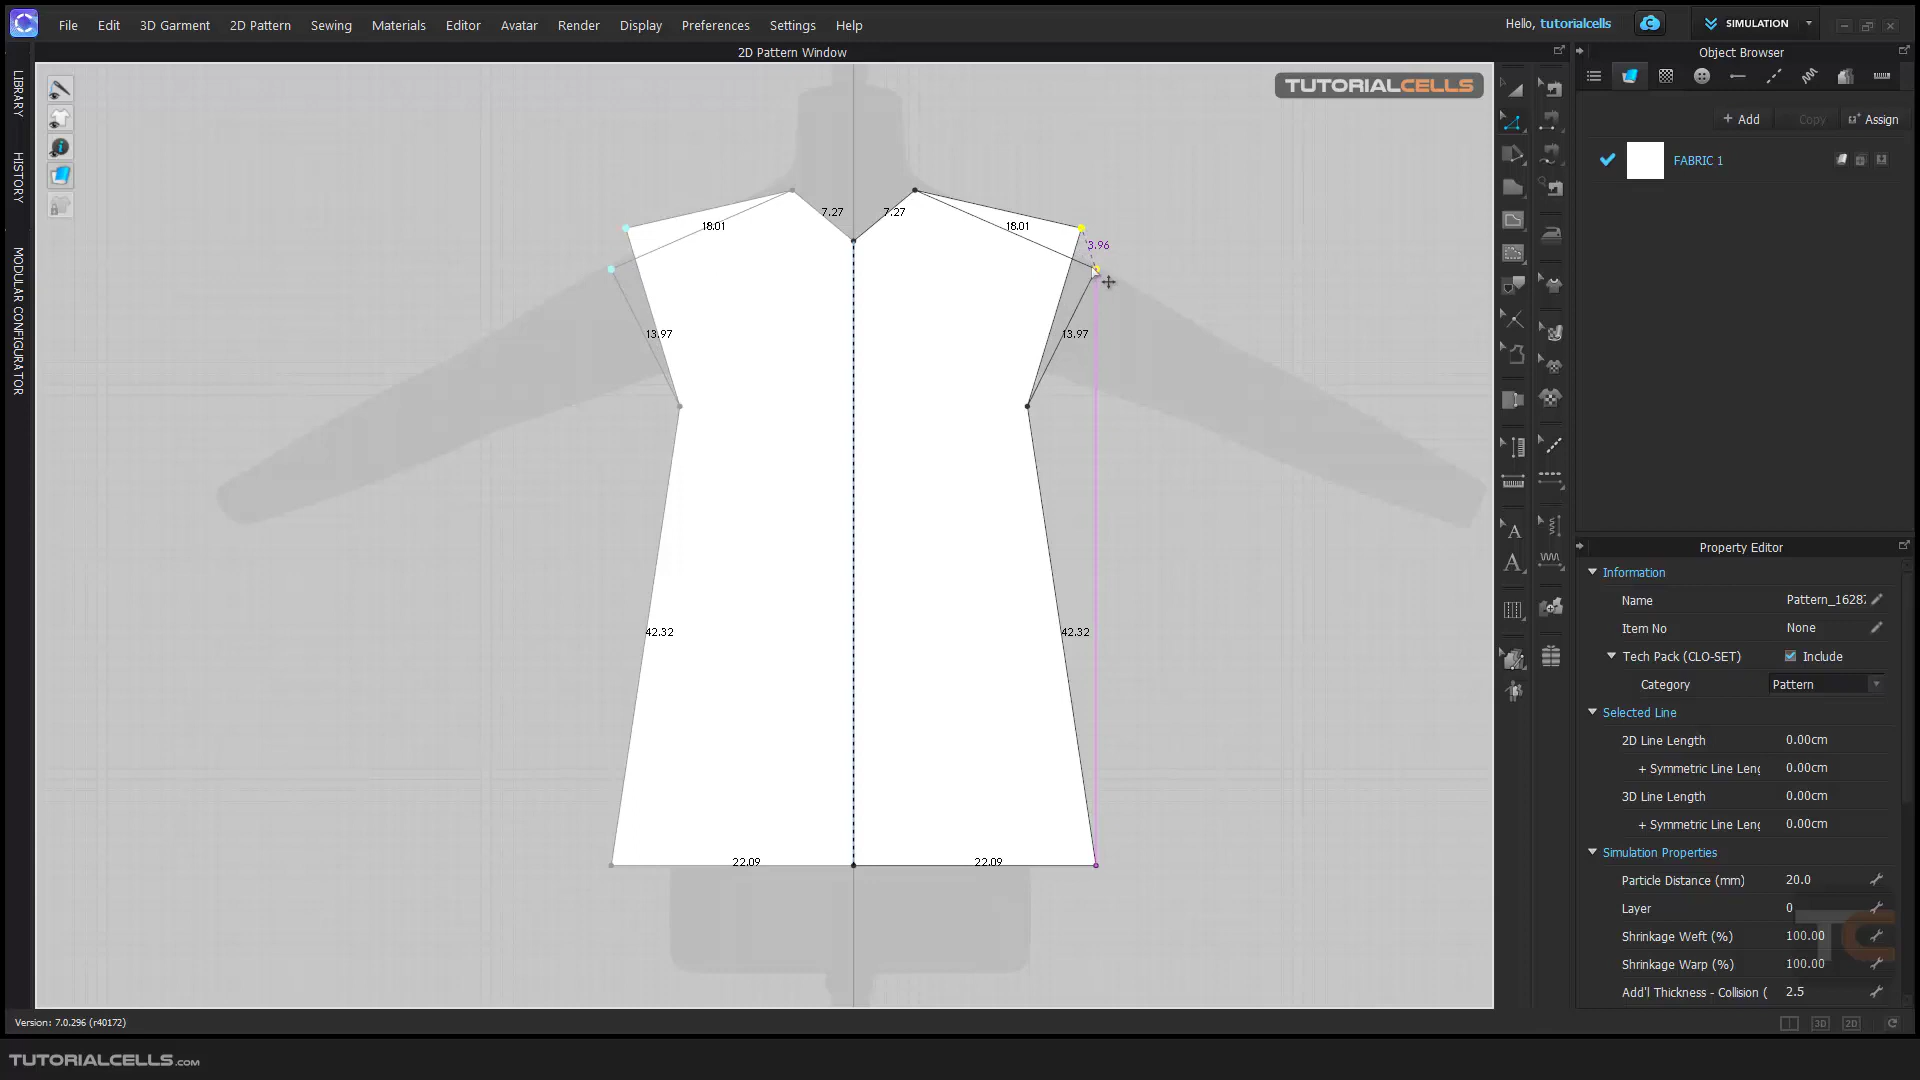 File Edit 3D Garment 2D Pattern Sewing Materials Editor Avatar Render Display Preferences Settings Help
Hello, tutorialcells
SIMULATION
2D Pattern Window
Object Browser
LIBRARY
HISTORY
MODULAR CONFIGURATOR
TUTORIALCELLS
+ Add
Copy
Assign
FABRIC 1
7.27
7.27
18.01
18.01
3.96
13.97
13.97
42.32
42.32
22.09
22.09
A
A
Property Editor
Information
Name Pattern_1628
Item No None
Tech Pack (CLO-SET) Include
Category Pattern
Selected Line
2D Line Length 0.00cm
+ Symmetric Line Leng 0.00cm
3D Line Length 0.00cm
+ Symmetric Line Leng 0.00cm
Simulation Properties
Particle Distance (mm) 20.0
Layer 0
Shrinkage Weft (%) 100.00
Shrinkage Warp (%) 100.00
Add'l Thickness - Collision ( 2.5
TC
Version: 7.0.296 (r40172)
3D
2D
TUTORIALCELLS.com